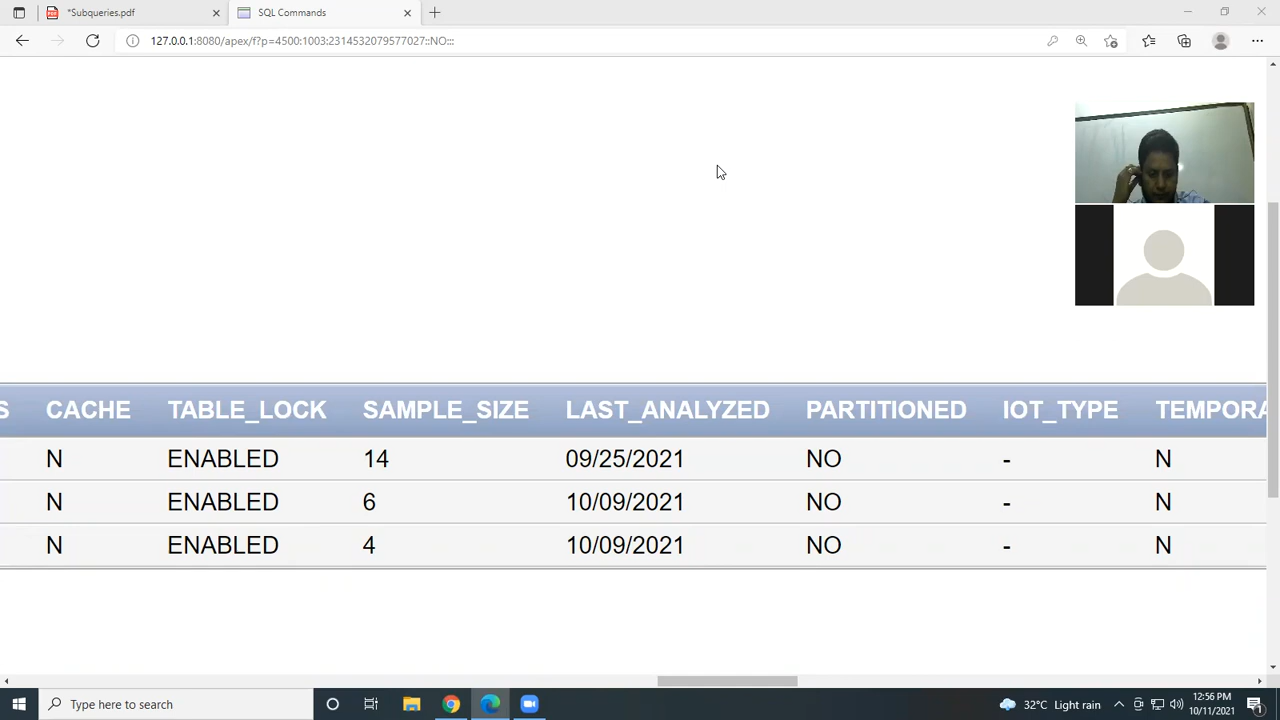 *Subqueries.pdf
SQL Commands
127.0.0.1:8080/apex/f?p=4500:1003:2314532079577027::NO:::
S CACHE TABLE_LOCK SAMPLE_SIZE LAST_ANALYZED PARTITIONED IOT_TYPE TEMPORA
N ENABLED 14 09/25/2021 NO - N
N ENABLED 6 10/09/2021 NO - N
N ENABLED 4 10/09/2021 NO - N
Type here to search
32°C Light rain
12:56 PM
10/11/2021
1